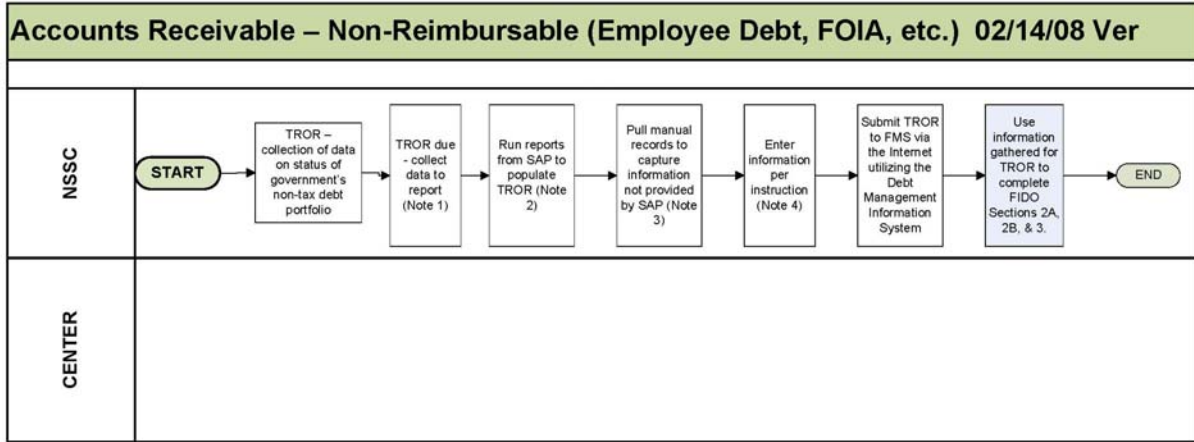 Accounts Receivable – Non-Reimbursable (Employee Debt, FOIA, etc.)  02/14/08 Ver
NSSC
START
TROR –
collection of data
on status of
government's
non-tax debt
portfolio
TROR due
- collect
data to
report
(Note 1)
Run reports
from SAP to
populate
TROR (Note
2)
Pull manual
records to
capture
information
not provided
by SAP (Note
3)
Enter
information
per
instruction
(Note 4)
Submit TROR
to FMS via
the Internet
utilizing the
Debt
Management
Information
System
Use
information
gathered for
TROR to
complete
FIDO
Sections 2A,
2B, & 3.
END
CENTER